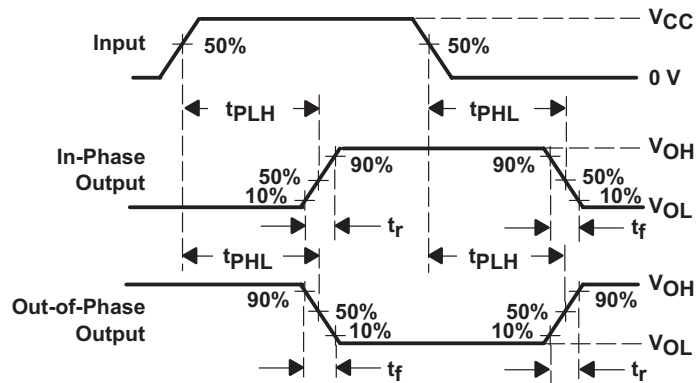 VCC
Input
50%
50%
0 V
tPLH
tPHL
In-Phase
Output
VOH
90%
90%
50%
10%
50%
10%
VOL
tr
tf
tPHL
tPLH
Out-of-Phase
Output
VOH
90%
50%
10%
50%
10%
90%
VOL
tf
tr